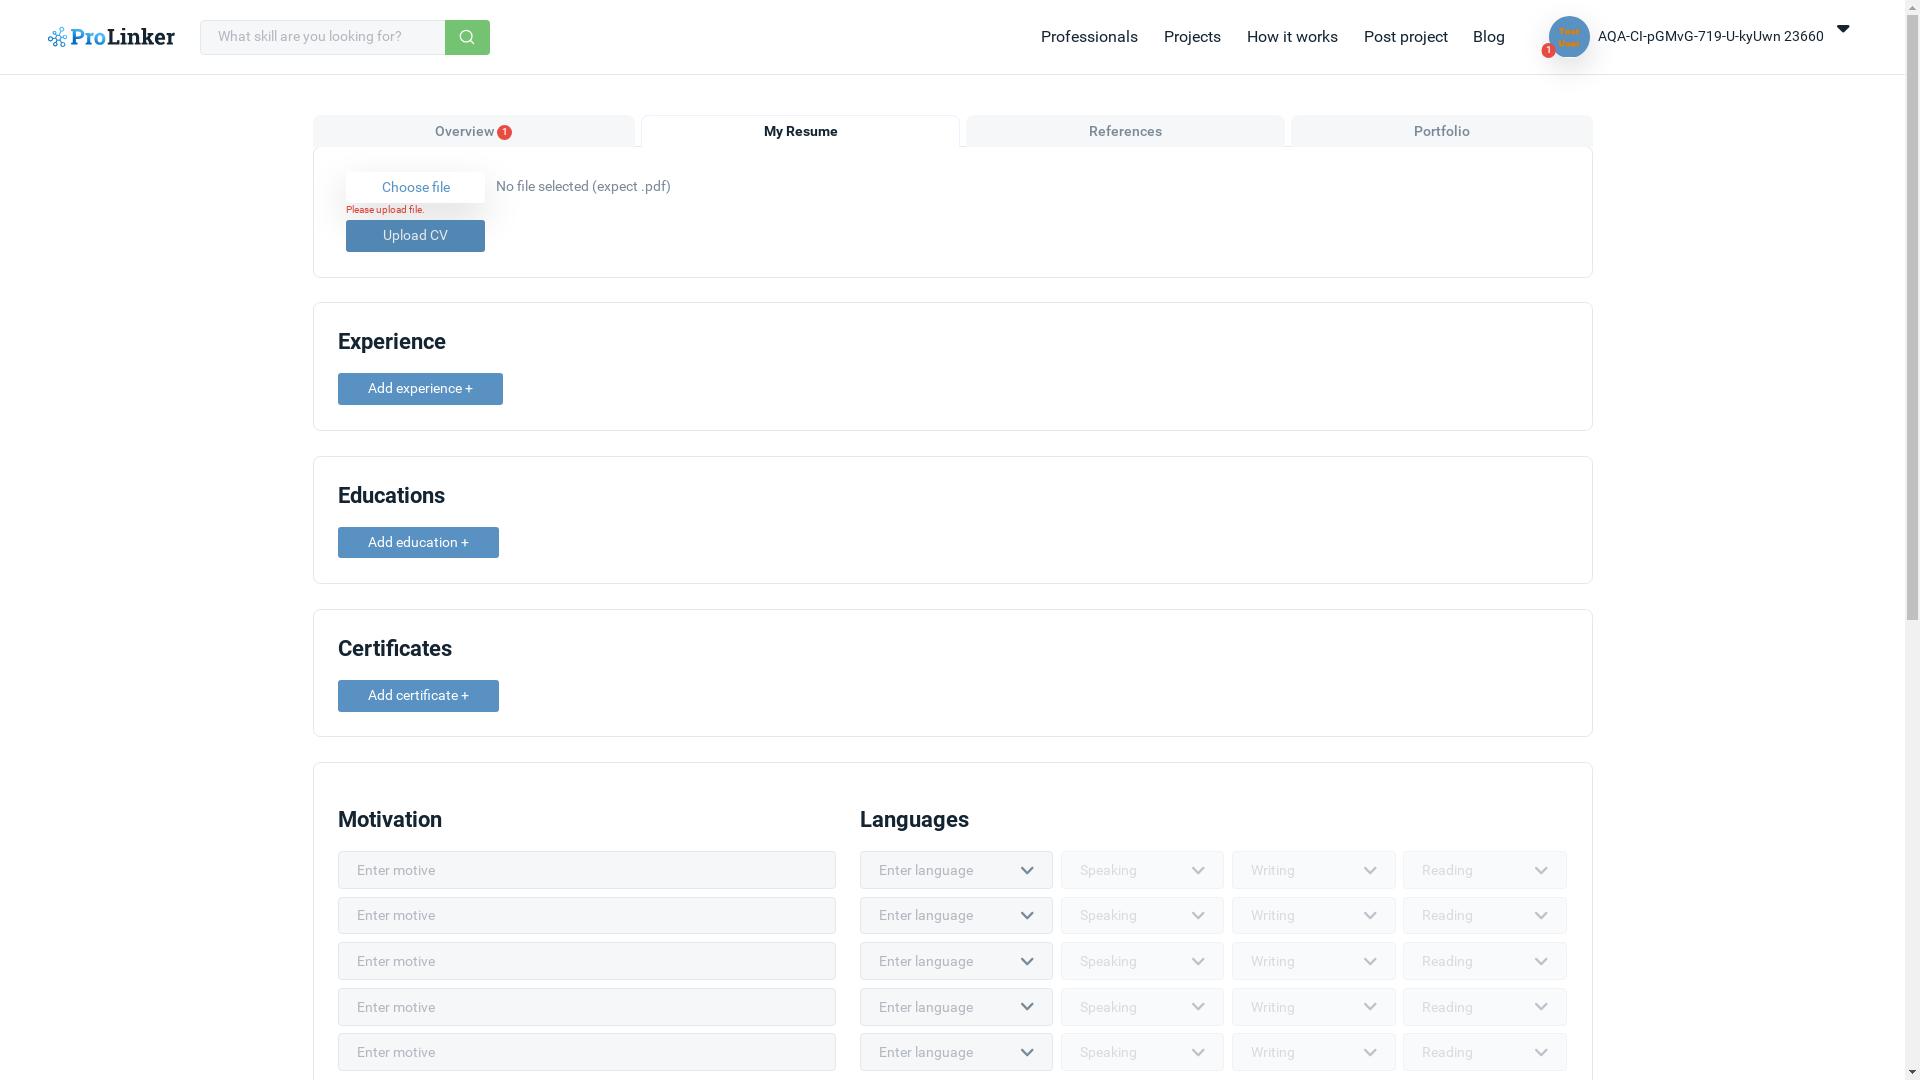 ProLinker
What skill are you looking for?
Professionals
Projects
How it works
Post project
Blog
Test
User
1
AQA-CI-pGMvG-719-U-kyUwn 23660
Overview 1
My Resume
References
Portfolio
Choose file
No file selected (expect .pdf)
Please upload file.
Upload CV
Experience
Add experience +
Educations
Add education +
Certificates
Add certificate +
Motivation
Languages
Enter motive
Enter language
Speaking
Writing
Reading
Enter motive
Enter language
Speaking
Writing
Reading
Enter motive
Enter language
Speaking
Writing
Reading
Enter motive
Enter language
Speaking
Writing
Reading
Enter motive
Enter language
Speaking
Writing
Reading